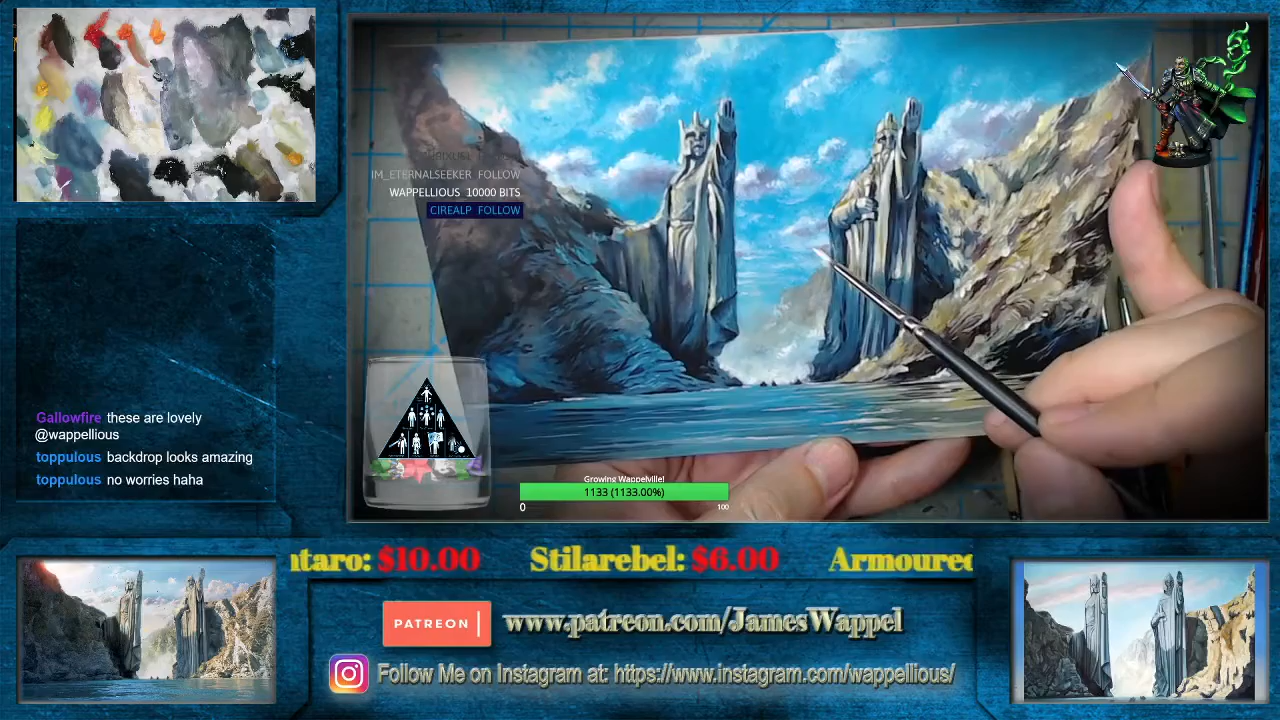 IM_ETERNALSEEKER FOLLOW
WAPPELLIOUS 10000 BITS
CIREALP FOLLOW
Gallowfire these are lovely
@wappellious
toppulous backdrop looks amazing
toppulous no worries haha
Growing Wappelville!
1133 (1133.00%)
0 100
ntaro: $10.00 Stilarebel: $6.00 Armoured
PATREON www.patreon.com/JamesWappel
Follow Me on Instagram at: https://www.instagram.com/wappellious/